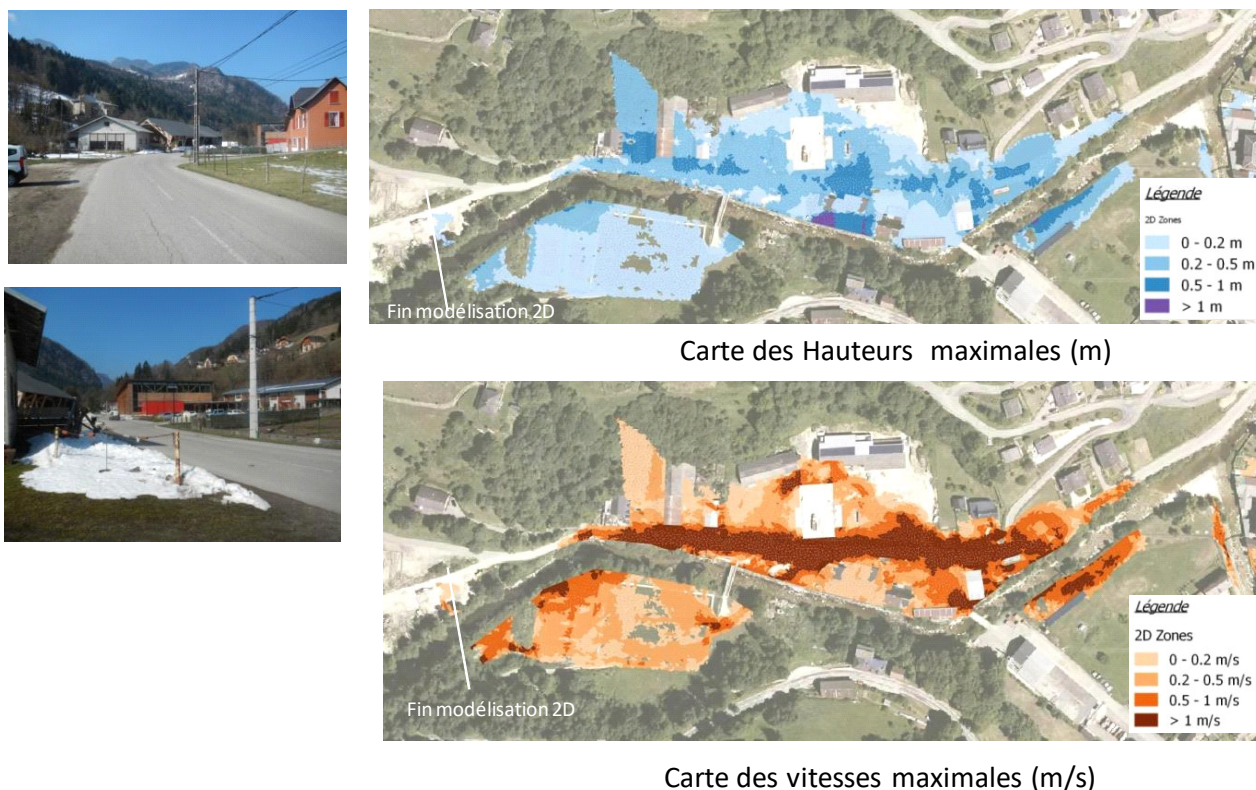 Légende
2D Zones
0 - 0.2 m
0.2 - 0.5 m
0.5 - 1 m
> 1 m
Fin modélisation 2D
Carte des Hauteurs maximales (m)
Légende
2D Zones
0 - 0.2 m/s
0.2 - 0.5 m/s
0.5 - 1 m/s
> 1 m/s
Fin modélisation 2D
Carte des vitesses maximales (m/s)